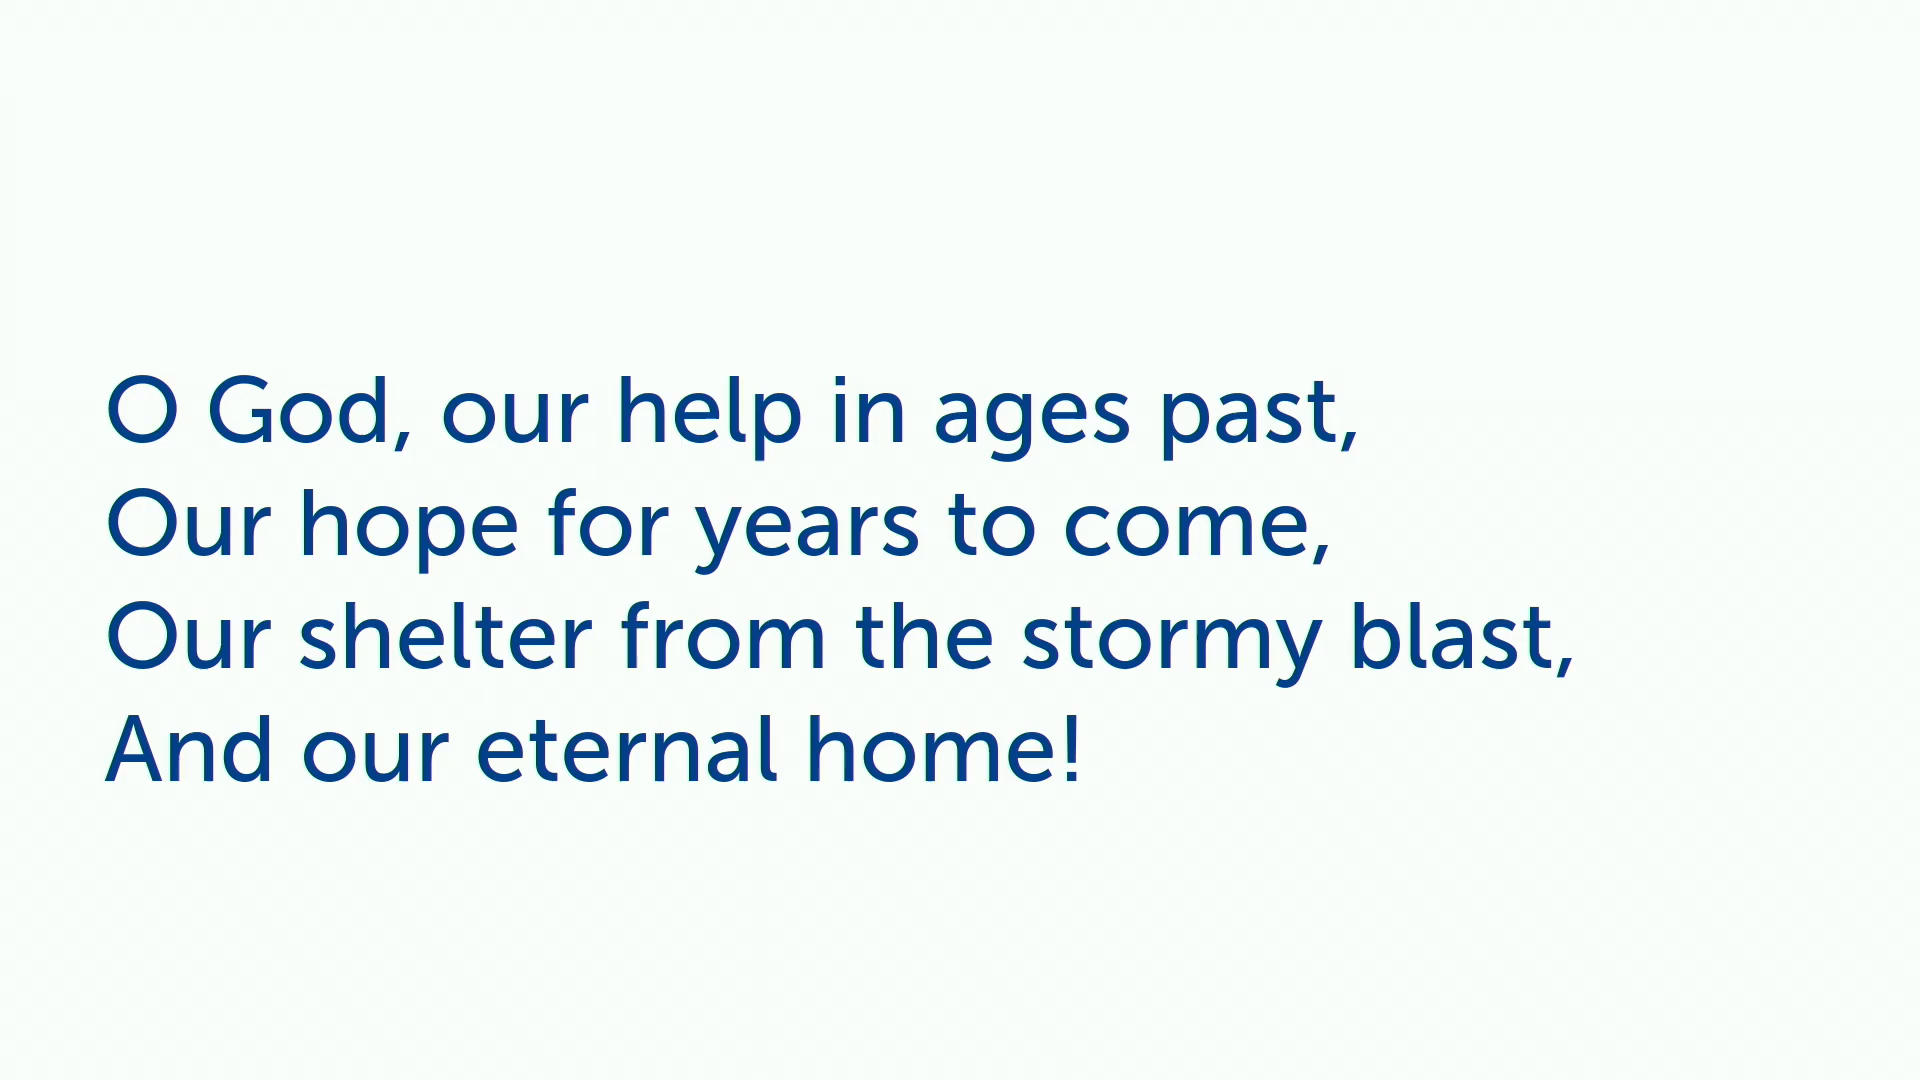 O God, our help in ages past,
Our hope for years to come,
Our shelter from the stormy blast,
And our eternal home!